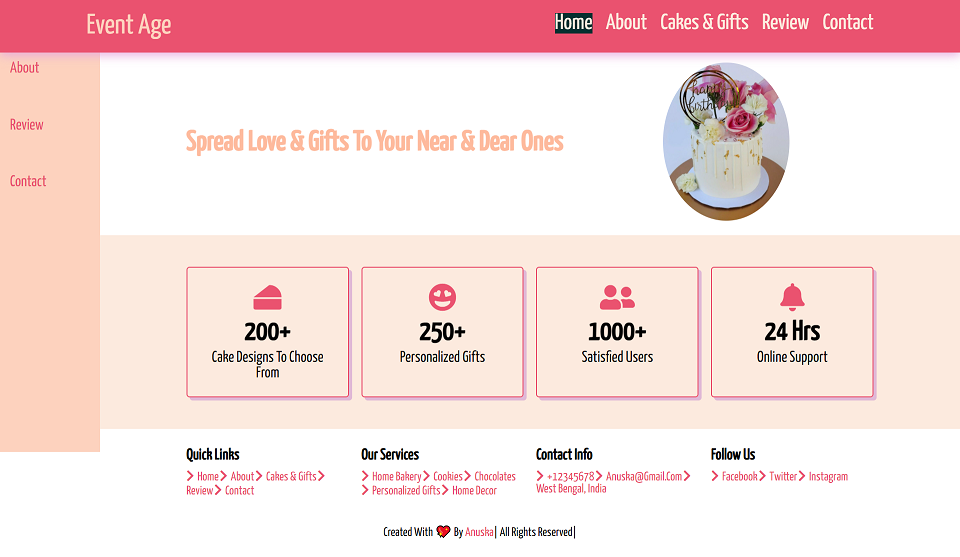 Event Age
Home About Cakes & Gifts Review Contact
About
Review
Contact
Spread Love & Gifts To Your Near & Dear Ones
happy
birthday
200+
Cake Designs To Choose
From
250+
Personalized Gifts
1000+
Satisfied Users
24 Hrs
Online Support
Quick Links
Home About Cakes & Gifts
Review Contact
Our Services
Home Bakery Cookies Chocolates
Personalized Gifts Home Decor
Contact Info
+12345678 Anuska@Gmail.Com
West Bengal, India
Follow Us
Facebook Twitter Instagram
Created With 💘 By Anuska| All Rights Reserved|